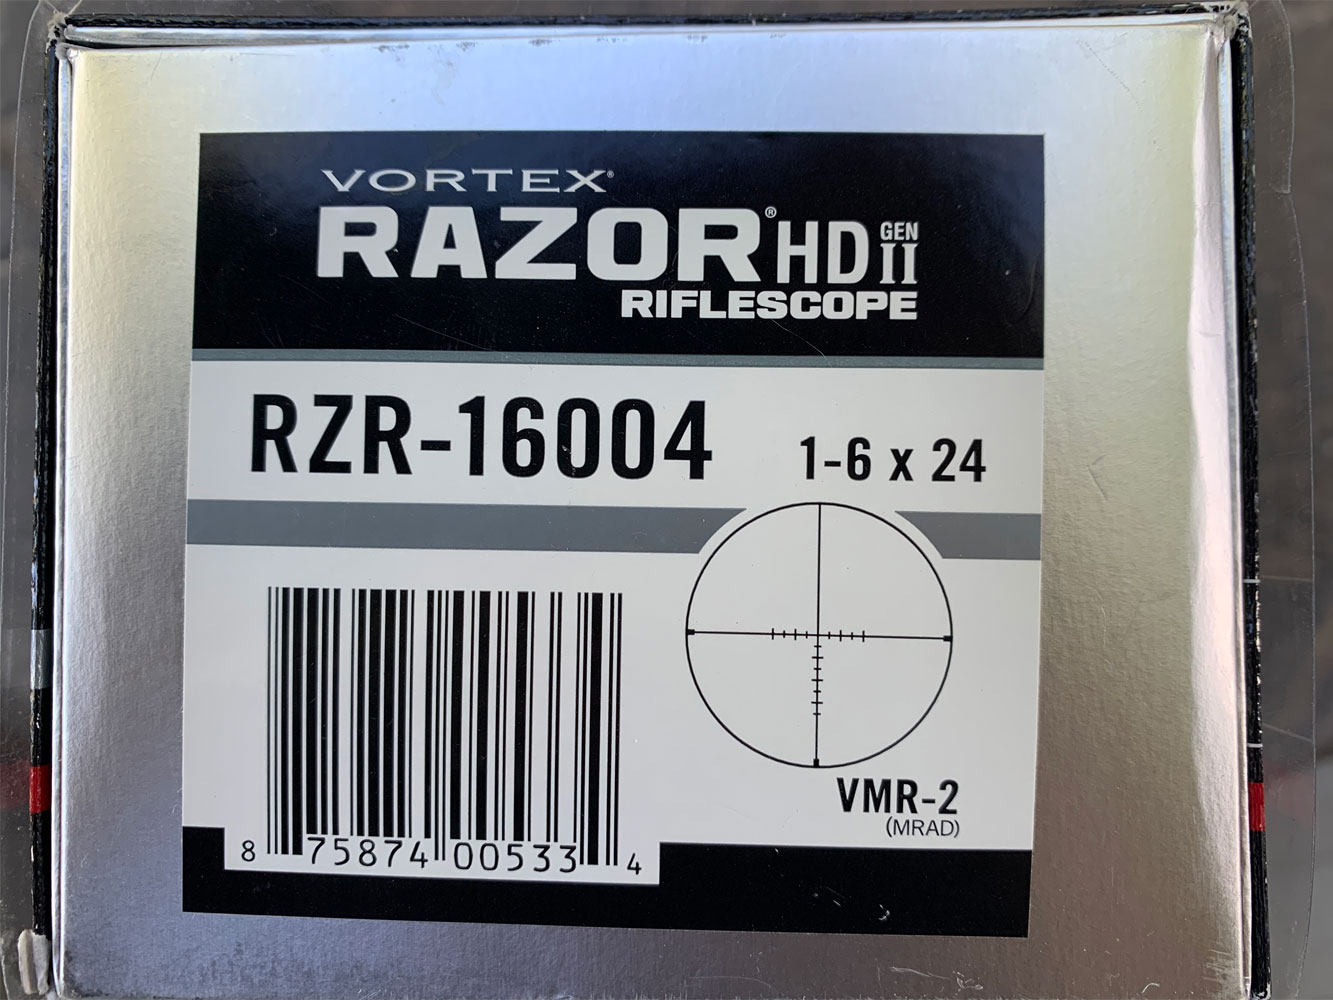 VORTEX®
RAZOR® HD GEN II
RIFLESCOPE
RZR-16004
1-6 x 24
VMR-2
(MRAD)
8 75874 00533 4